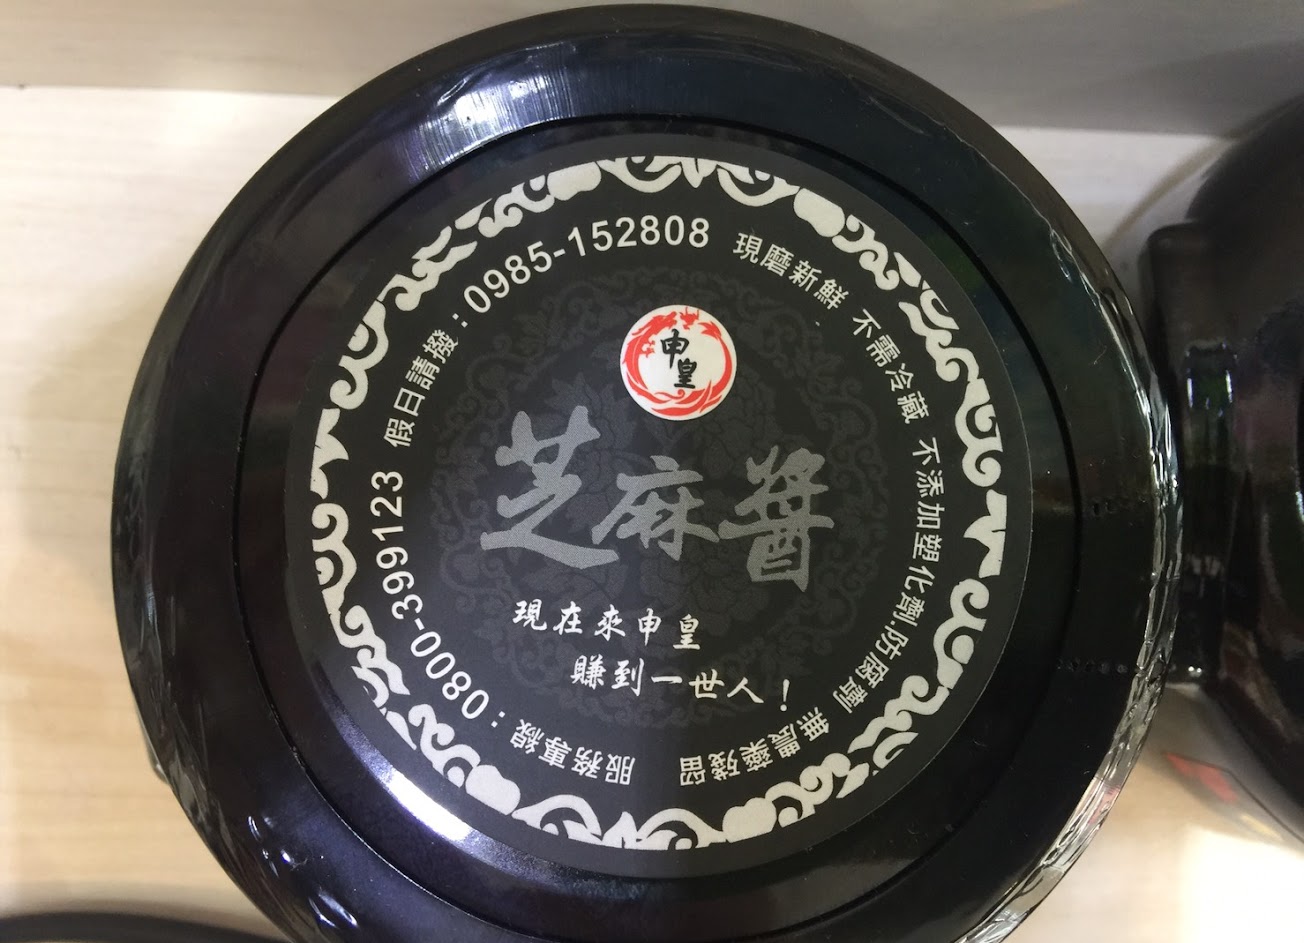 申皇
芝麻醬
現在來申皇
賺到一世人！
服務專線：0800-399123 假日請撥：0985-152808
現磨新鮮 不需冷藏 不添加塑化劑.防腐劑 無農藥殘留